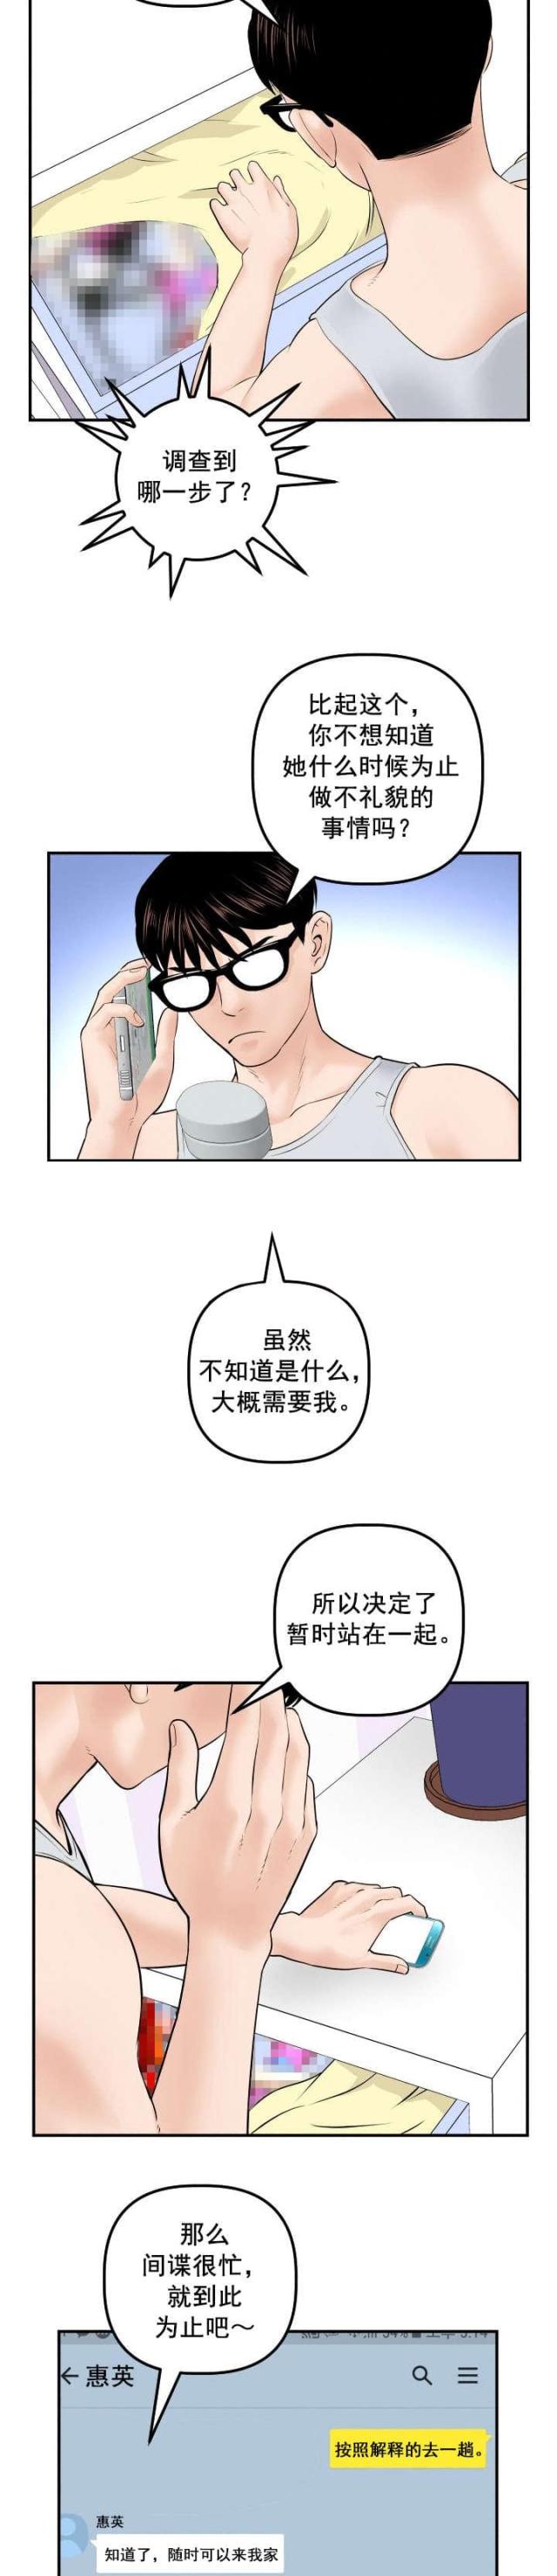 调查到
哪一步了？
比起这个，
你不想知道
她什么时候为止
做不礼貌的
事情吗？
虽然
不知道是什么，
大概需要我。
所以决定了
暂时站在一起。
那么
间谍很忙，
就到此
为止吧～
惠英
按照解释的去一趟。
惠英
知道了，随时可以来我家